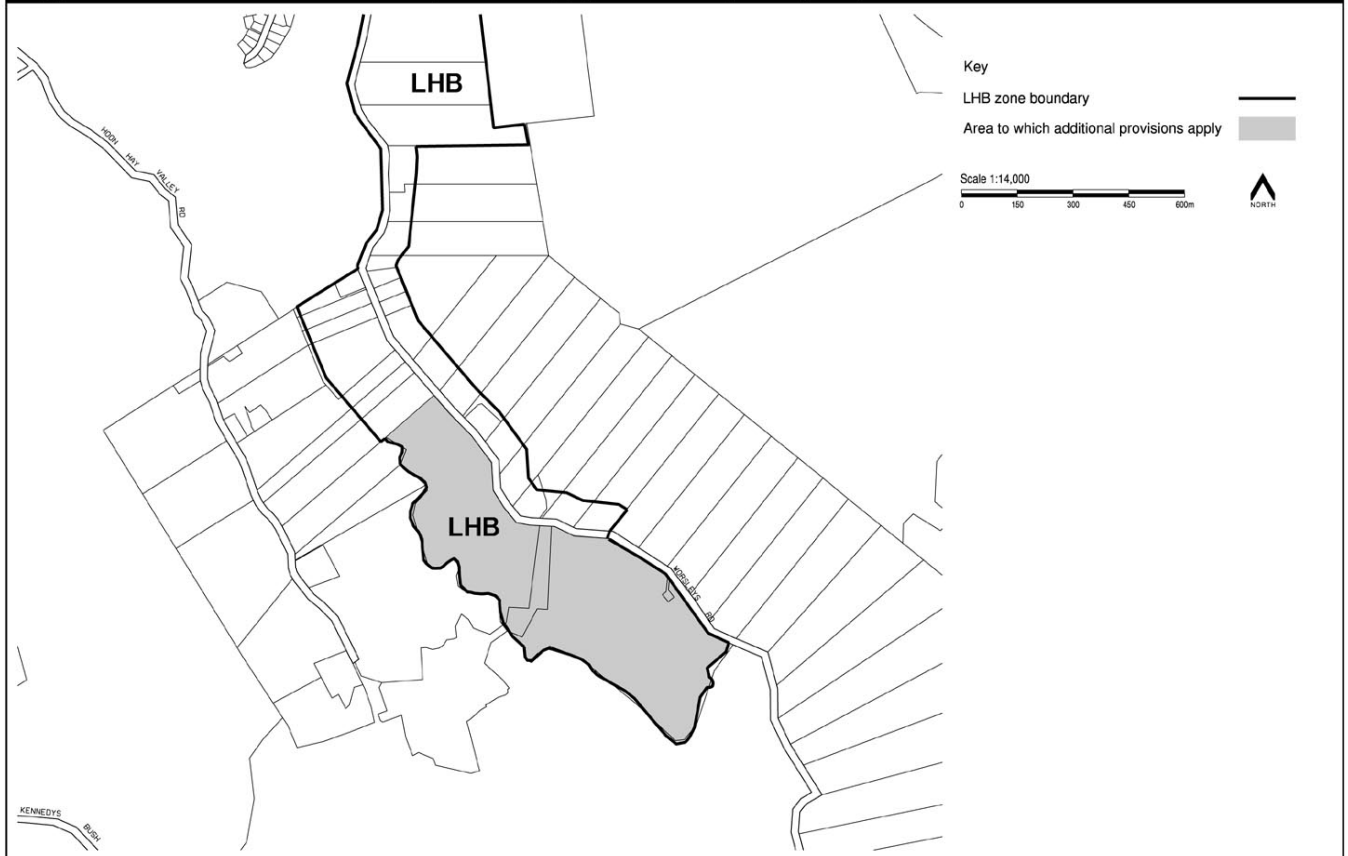 LHB
Key
LHB zone boundary
Area to which additional provisions apply
Scale 1:14,000
0 150 300 450 600m
NORTH
HOON HAY VALLEY RD
LHB
WORSLEYS RD
KENNEDYS BUSH